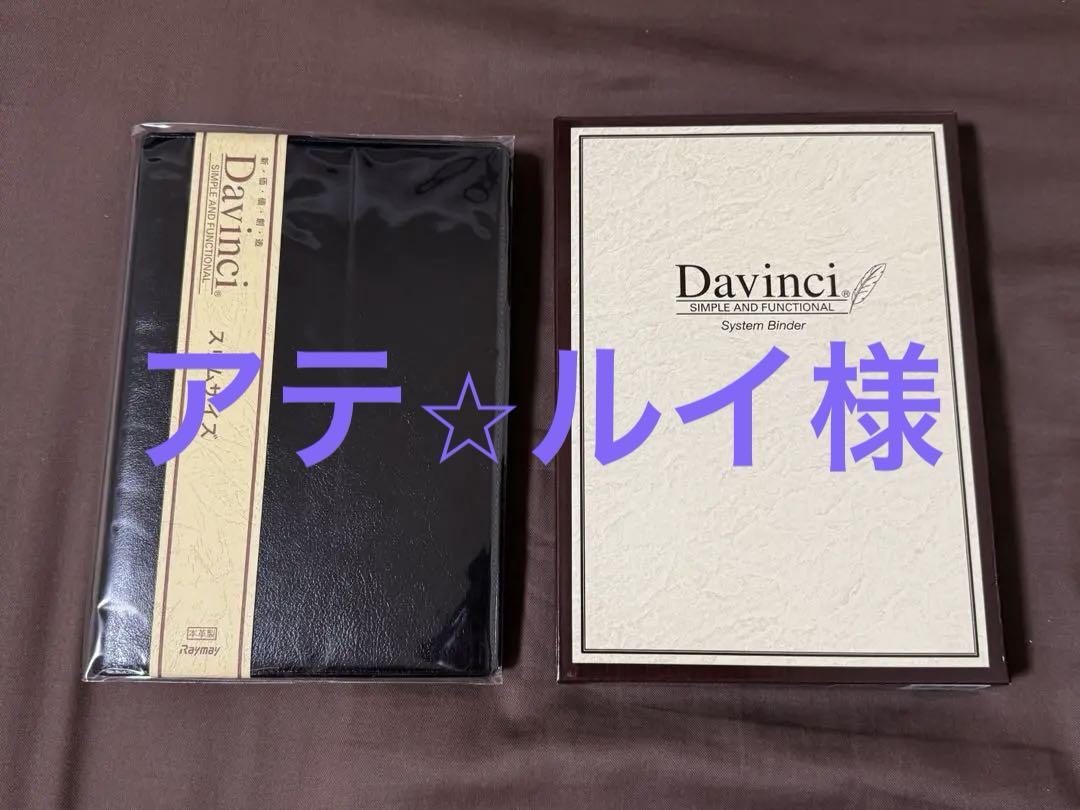 新・価・値・創・造
Davinci®
SIMPLE AND FUNCTIONAL
スリムサイズ
本革製
Raymay
Davinci®
SIMPLE AND FUNCTIONAL
System Binder
アテ☆ルイ様